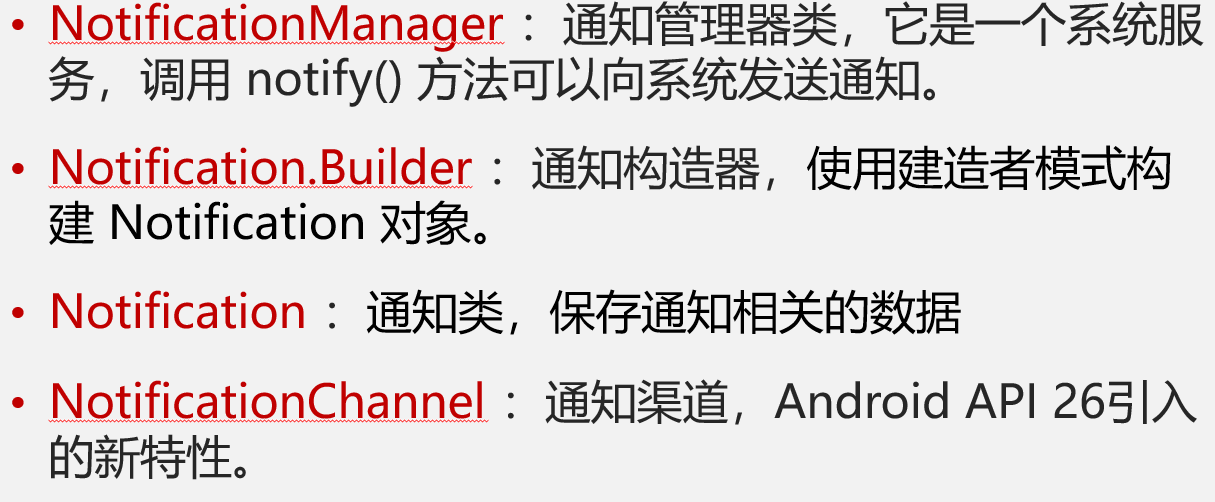 • NotificationManager ：通知管理器类，它是一个系统服
务，调用 notify() 方法可以向系统发送通知。
• Notification.Builder ：通知构造器，使用建造者模式构
建 Notification 对象。
• Notification ：通知类，保存通知相关的数据
• NotificationChannel ：通知渠道，Android API 26引入
的新特性。